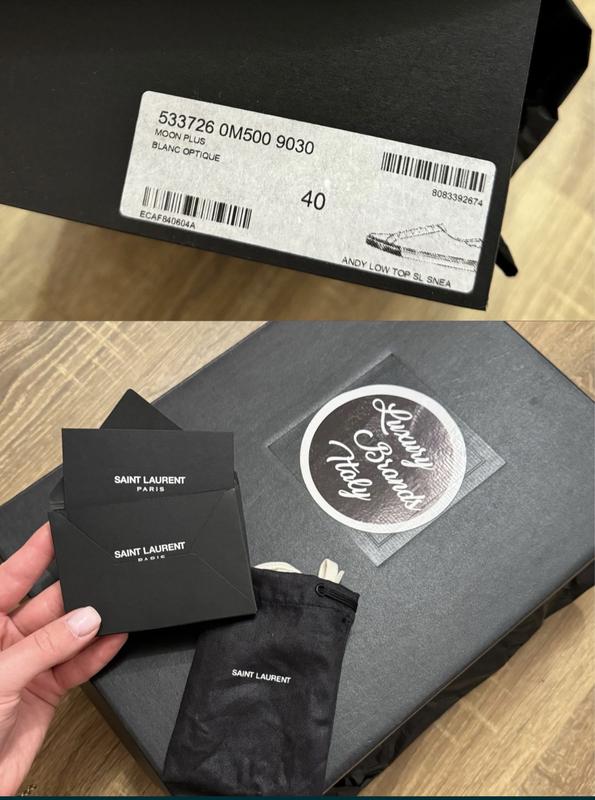 533726 0M500 9030
MOON PLUS
BLANC OPTIQUE
8083392674
40
ECAF840604A
ANDY LOW TOP SL SNEA
SAINT LAURENT
PARIS
SAINT LAURENT
PARIS
Luxury
Brands
Italy
SAINT LAURENT